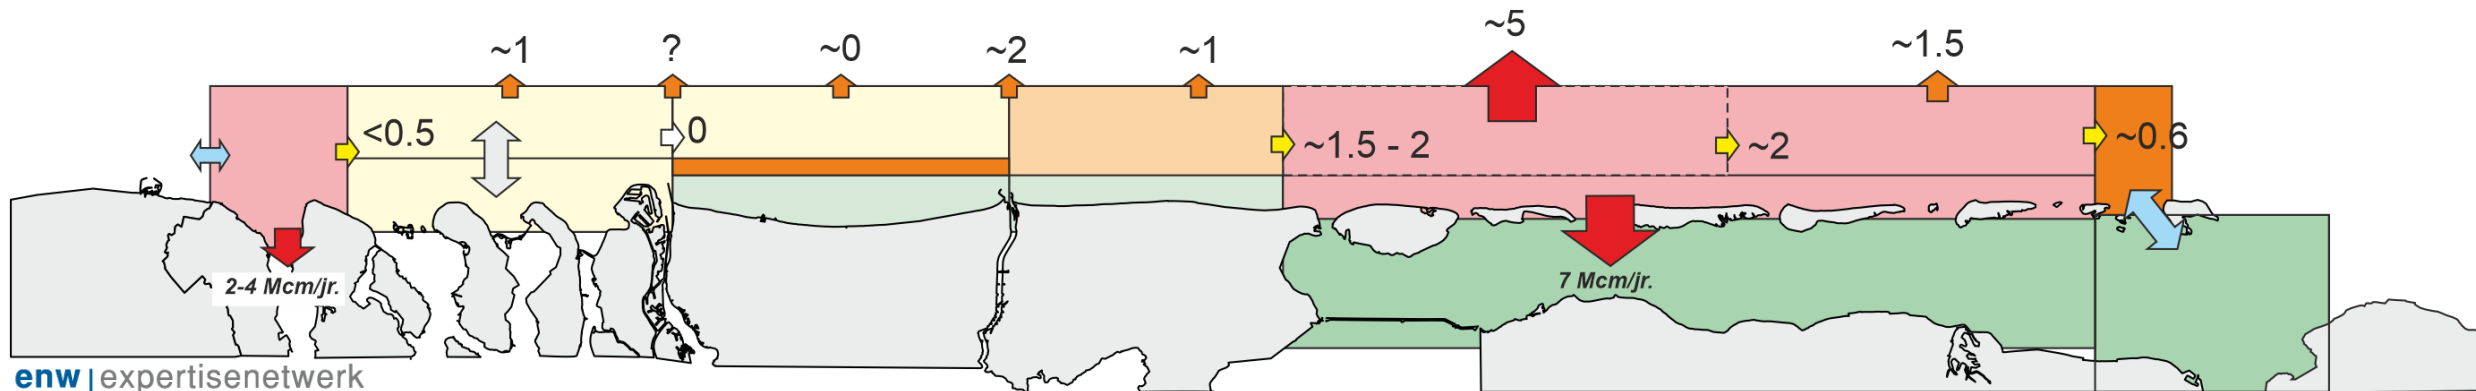 ~5
~1
?
~0
~2
~1
~1.5
<0.5
0
~1.5 - 2
~2
~0.6
2-4 Mcm/jr.
7 Mcm/jr.
enw | expertisenetwerk